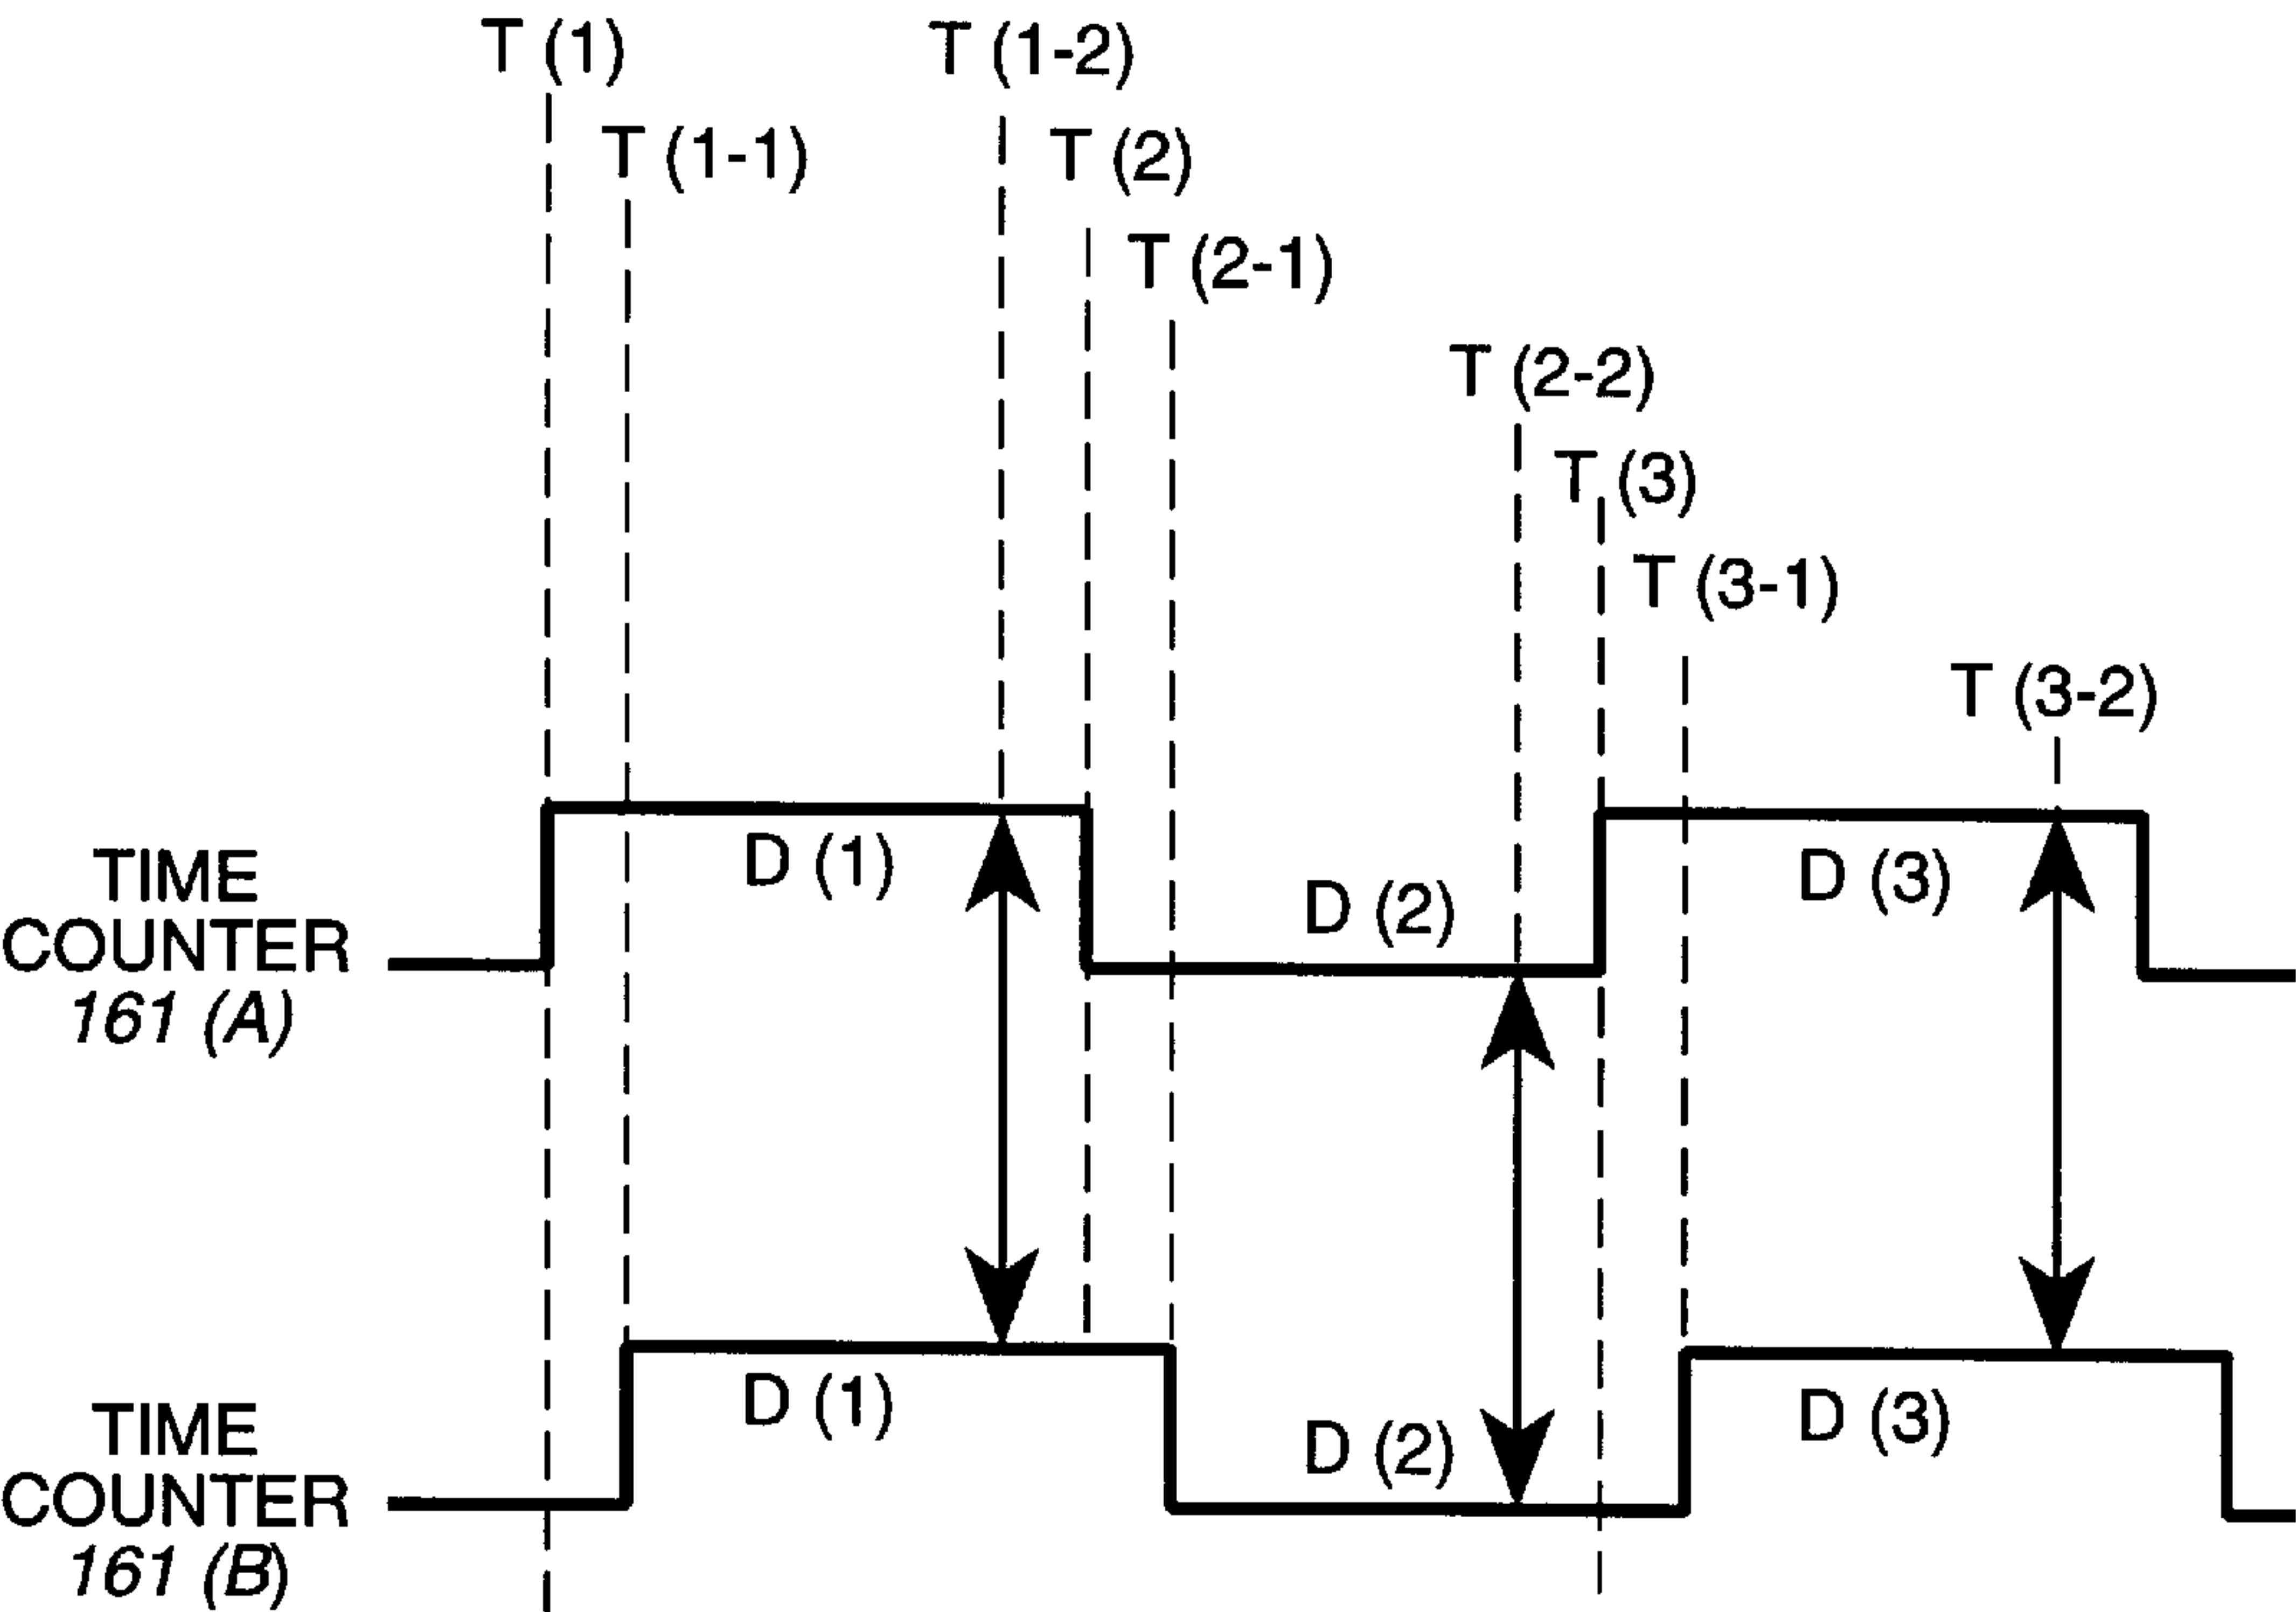 T (1)
T (1-2)
T (1-1)
T (2)
T (2-1)
T (2-2)
T (3)
T (3-1)
T (3-2)
TIME
COUNTER
161 (A)
D (1)
D (2)
D (3)
TIME
COUNTER
161 (B)
D (1)
D (2)
D (3)